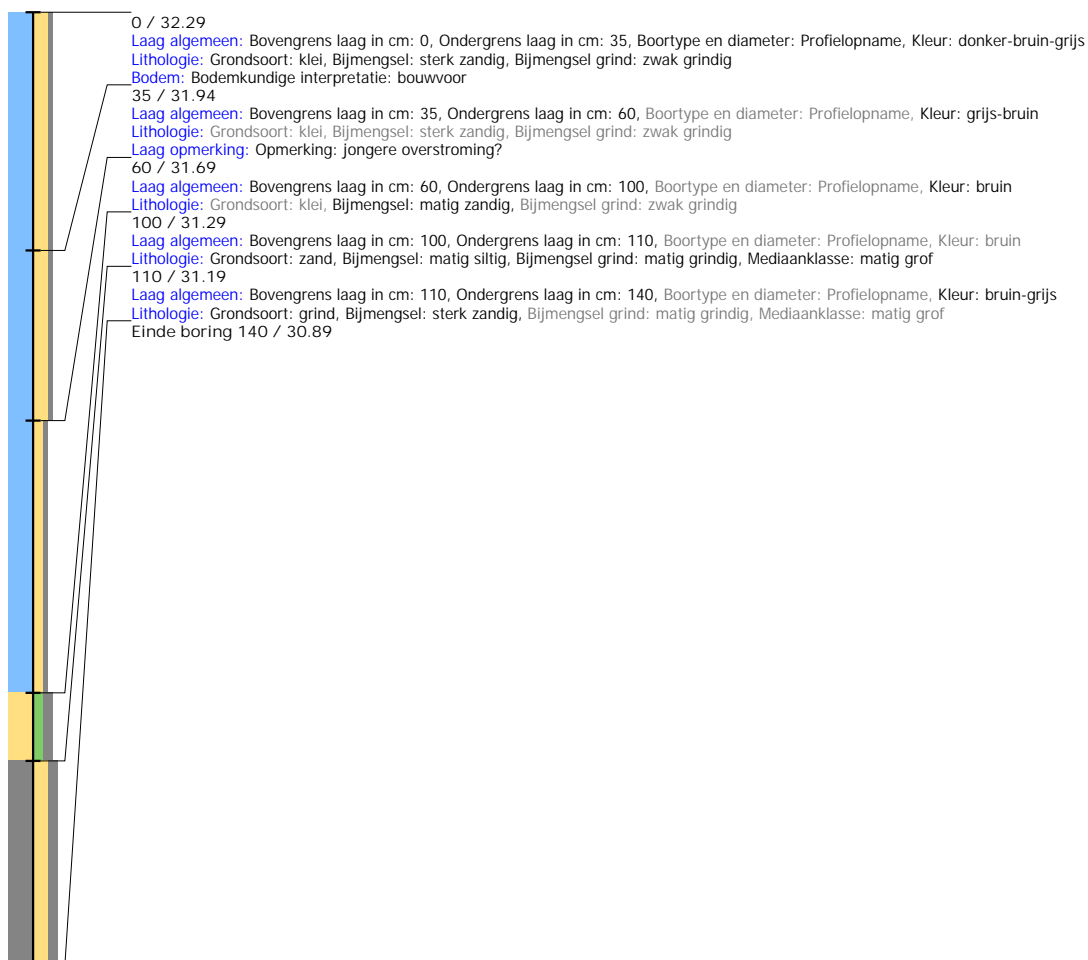 0 / 32.29
Laag algemeen: Bovengrens laag in cm: 0, Ondergrens laag in cm: 35, Boortype en diameter: Profielopname, Kleur: donker-bruin-grijs
Lithologie: Grondsoort: klei, Bijmengsel: sterk zandig, Bijmengsel grind: zwak grindig
Bodem: Bodemkundige interpretatie: bouwvoor
35 / 31.94
Laag algemeen: Bovengrens laag in cm: 35, Ondergrens laag in cm: 60, Boortype en diameter: Profielopname, Kleur: grijs-bruin
Lithologie: Grondsoort: klei, Bijmengsel: sterk zandig, Bijmengsel grind: zwak grindig
Laag opmerking: Opmerking: jongere overstroming?
60 / 31.69
Laag algemeen: Bovengrens laag in cm: 60, Ondergrens laag in cm: 100, Boortype en diameter: Profielopname, Kleur: bruin
Lithologie: Grondsoort: klei, Bijmengsel: matig zandig, Bijmengsel grind: zwak grindig
100 / 31.29
Laag algemeen: Bovengrens laag in cm: 100, Ondergrens laag in cm: 110, Boortype en diameter: Profielopname, Kleur: bruin
Lithologie: Grondsoort: zand, Bijmengsel: matig siltig, Bijmengsel grind: matig grindig, Mediaanklasse: matig grof
110 / 31.19
Laag algemeen: Bovengrens laag in cm: 110, Ondergrens laag in cm: 140, Boortype en diameter: Profielopname, Kleur: bruin-grijs
Lithologie: Grondsoort: grind, Bijmengsel: sterk zandig, Bijmengsel grind: matig grindig, Mediaanklasse: matig grof
Einde boring 140 / 30.89